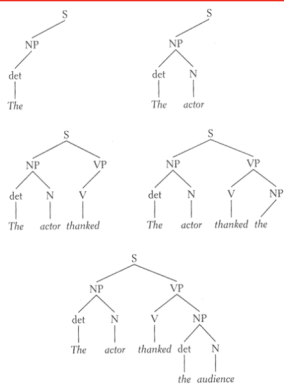 S
NP
det
The
S
NP
det N
The actor
S
NP VP
det N V
The actor thanked
S
NP VP
det N V NP
The actor thanked the
S
NP VP
det N V NP
The actor thanked det N
the audience